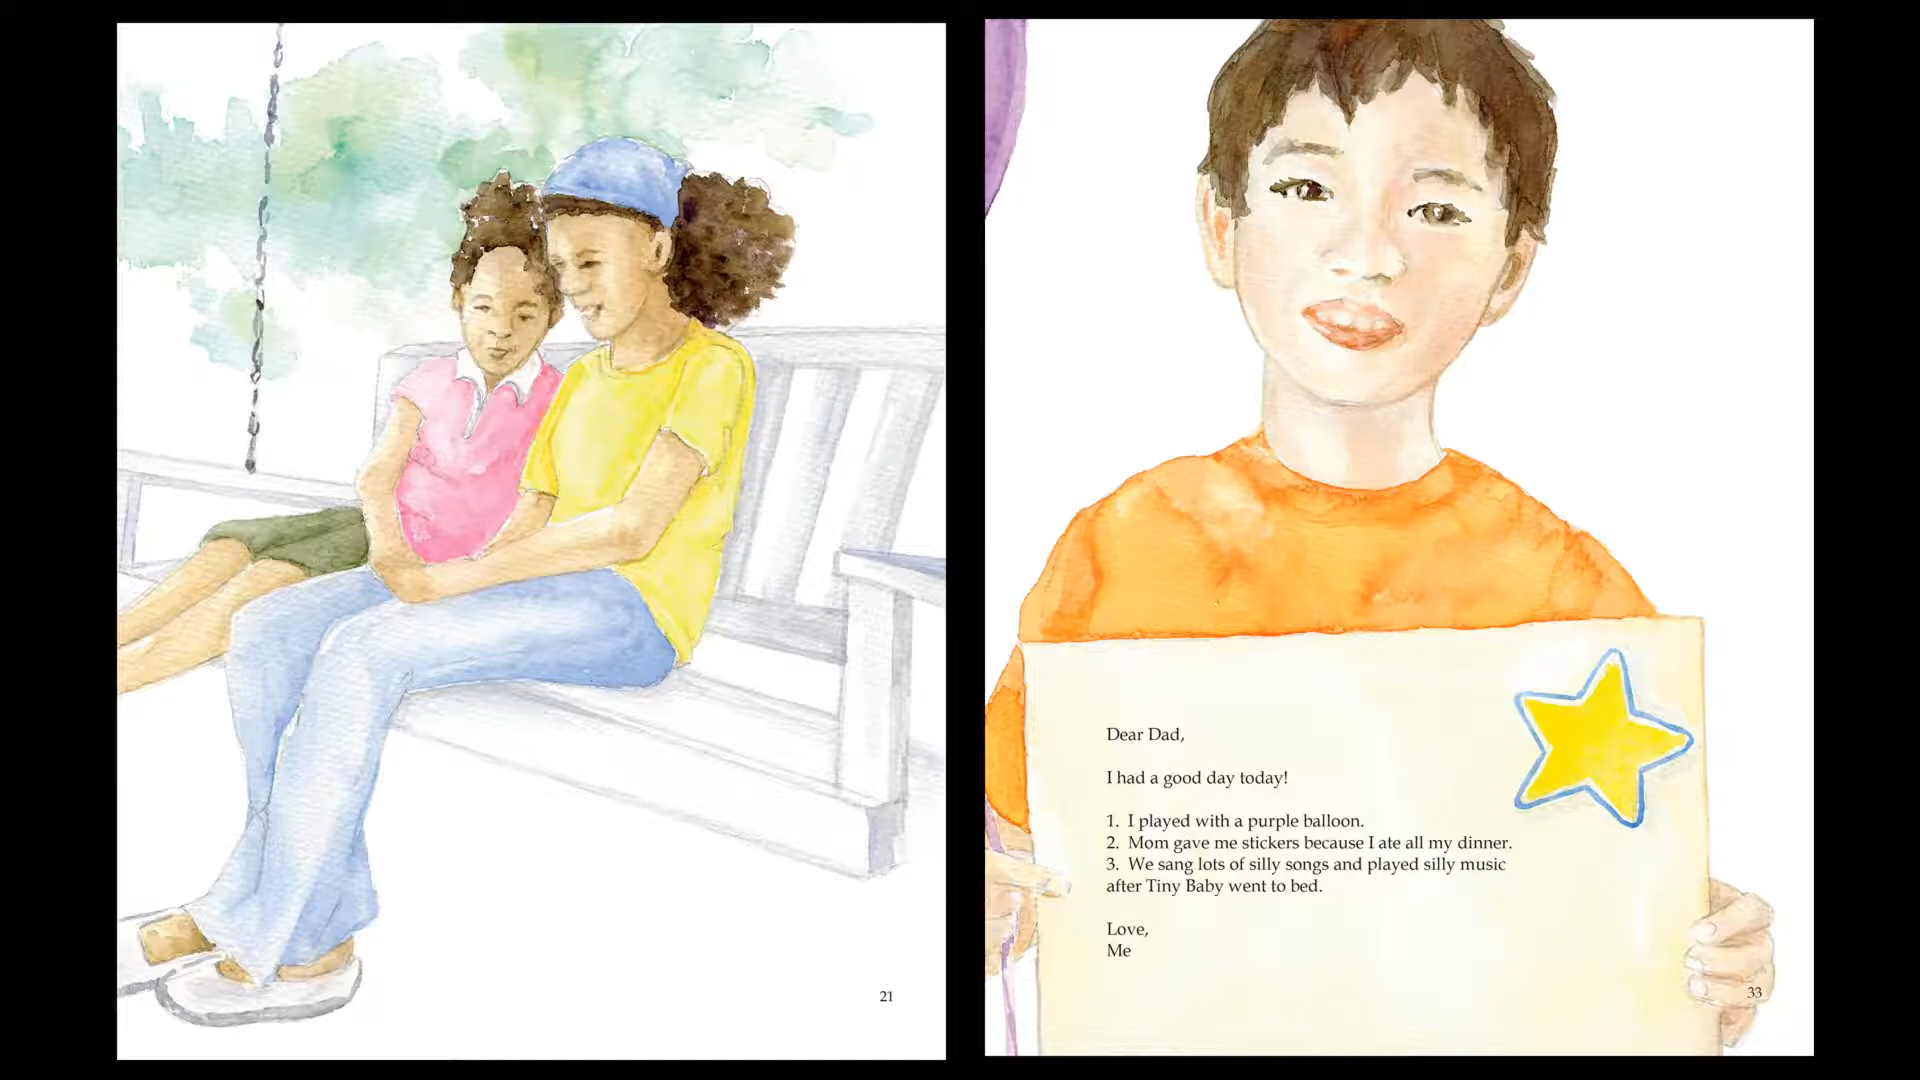 21
Dear Dad,
I had a good day today!
1. I played with a purple balloon.
2. Mom gave me stickers because I ate all my dinner.
3. We sang lots of silly songs and played silly music
after Tiny Baby went to bed.
Love,
Me
33